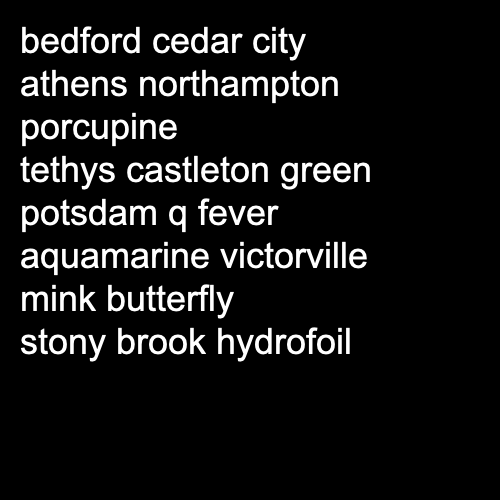 bedford cedar city
athens northampton
porcupine
tethys castleton green
potsdam q fever
aquamarine victorville
mink butterfly
stony brook hydrofoil